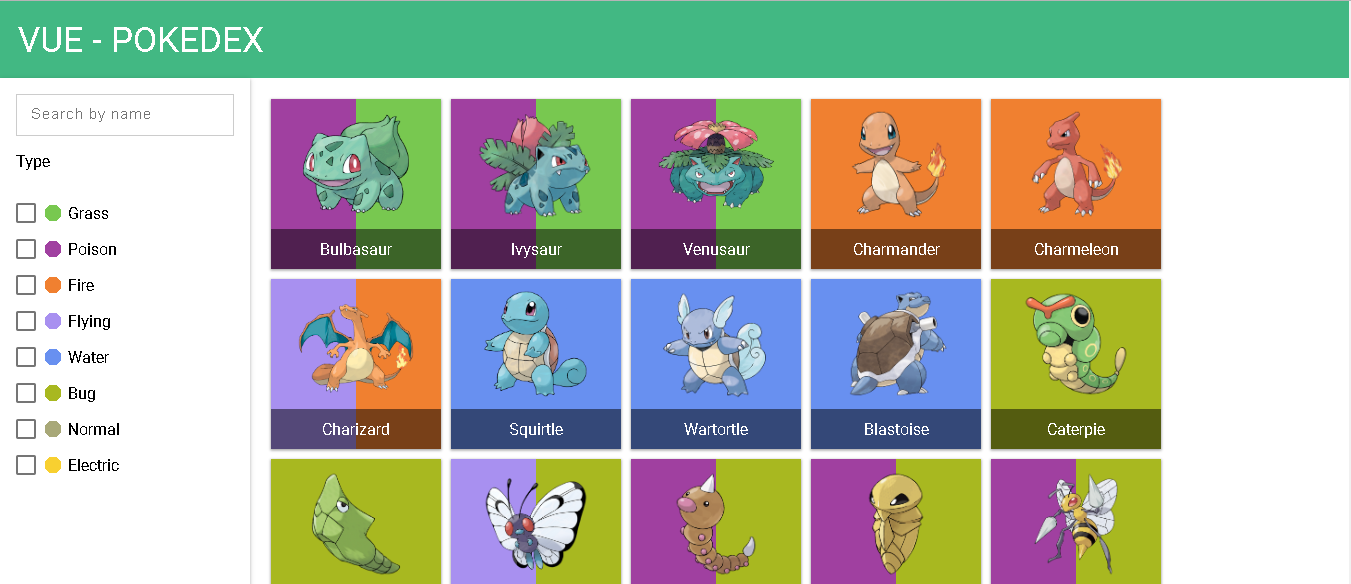 VUE - POKEDEX
Search by name
Type
Grass
Poison
Fire
Flying
Water
Bug
Normal
Electric
Bulbasaur
Ivysaur
Venusaur
Charmander
Charmeleon
Charizard
Squirtle
Wartortle
Blastoise
Caterpie